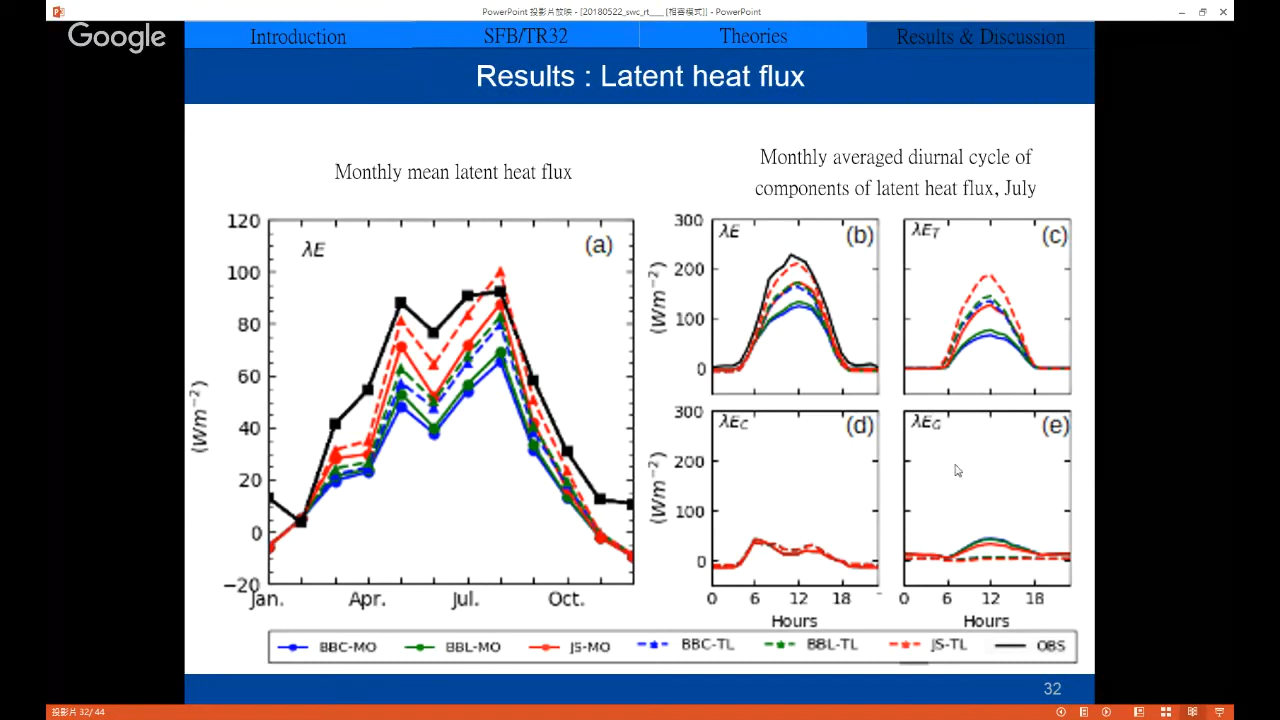 PowerPoint 投影片放映 - [20180522_swc_rt____ [相容模式]] - PowerPoint
Google
Introduction
SFB/TR32
Theories
Results & Discussion
Results : Latent heat flux
Monthly mean latent heat flux
Monthly averaged diurnal cycle of
components of latent heat flux, July
120
100
80
60
40
20
0
−20
(Wm⁻²)
λE
(a)
Jan.
Apr.
Jul.
Oct.
300
200
100
0
(Wm⁻²)
λE
(b)
λE_T
(c)
300
200
100
0
(Wm⁻²)
λE_C
(d)
λE_G
(e)
0 6 12 18
Hours
0 6 12 18
Hours
BBC-MO
BBL-MO
JS-MO
BBC-TL
BBL-TL
JS-TL
OBS
32
投影片 32/ 44